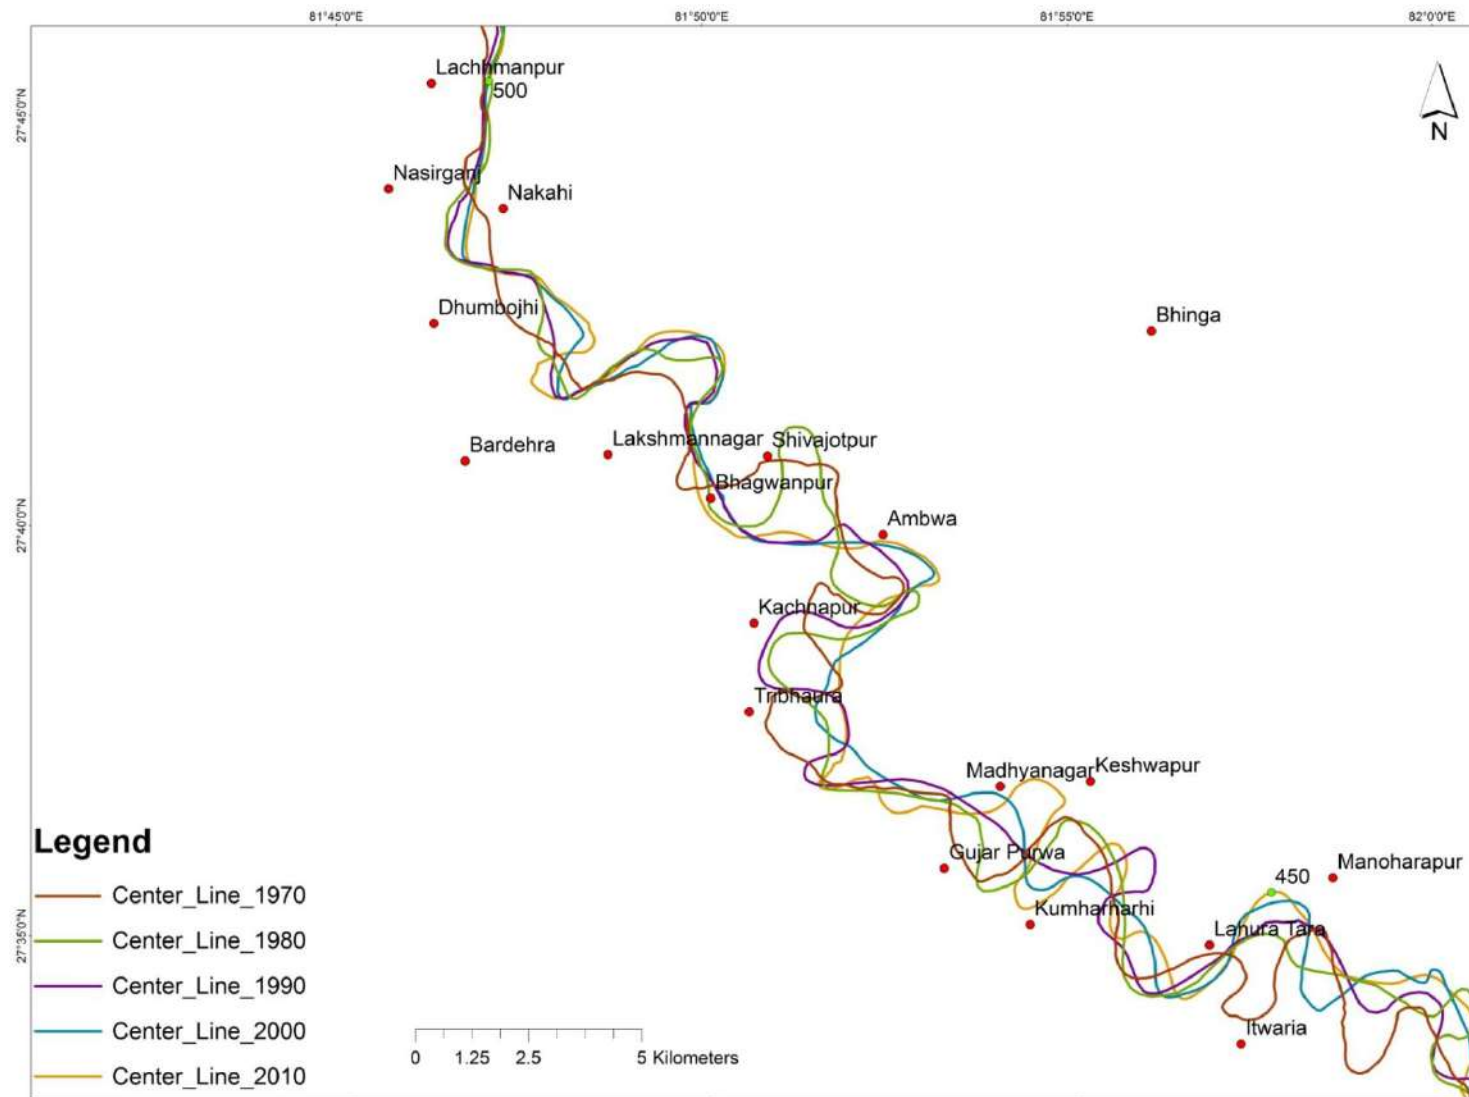 81°45'0"E 81°50'0"E 81°55'0"E 82°0'0"E
Lachhmanpur
500
27°45'0"N
N
Nasirganj
Nakahi
Dhumbojhi
Bhinga
Bardehra
Lakshmannagar
Shivajotpur
Bhagwanpur
Ambwa
27°40'0"N
Kachnapur
Tribhaura
Madhyanagar
Keshwapur
Gujar Purwa
Manoharapur
450
Kumharharhi
Lahura Tara
27°35'0"N
Itwaria
Legend
Center_Line_1970
Center_Line_1980
Center_Line_1990
Center_Line_2000
Center_Line_2010
0 1.25 2.5 5 Kilometers